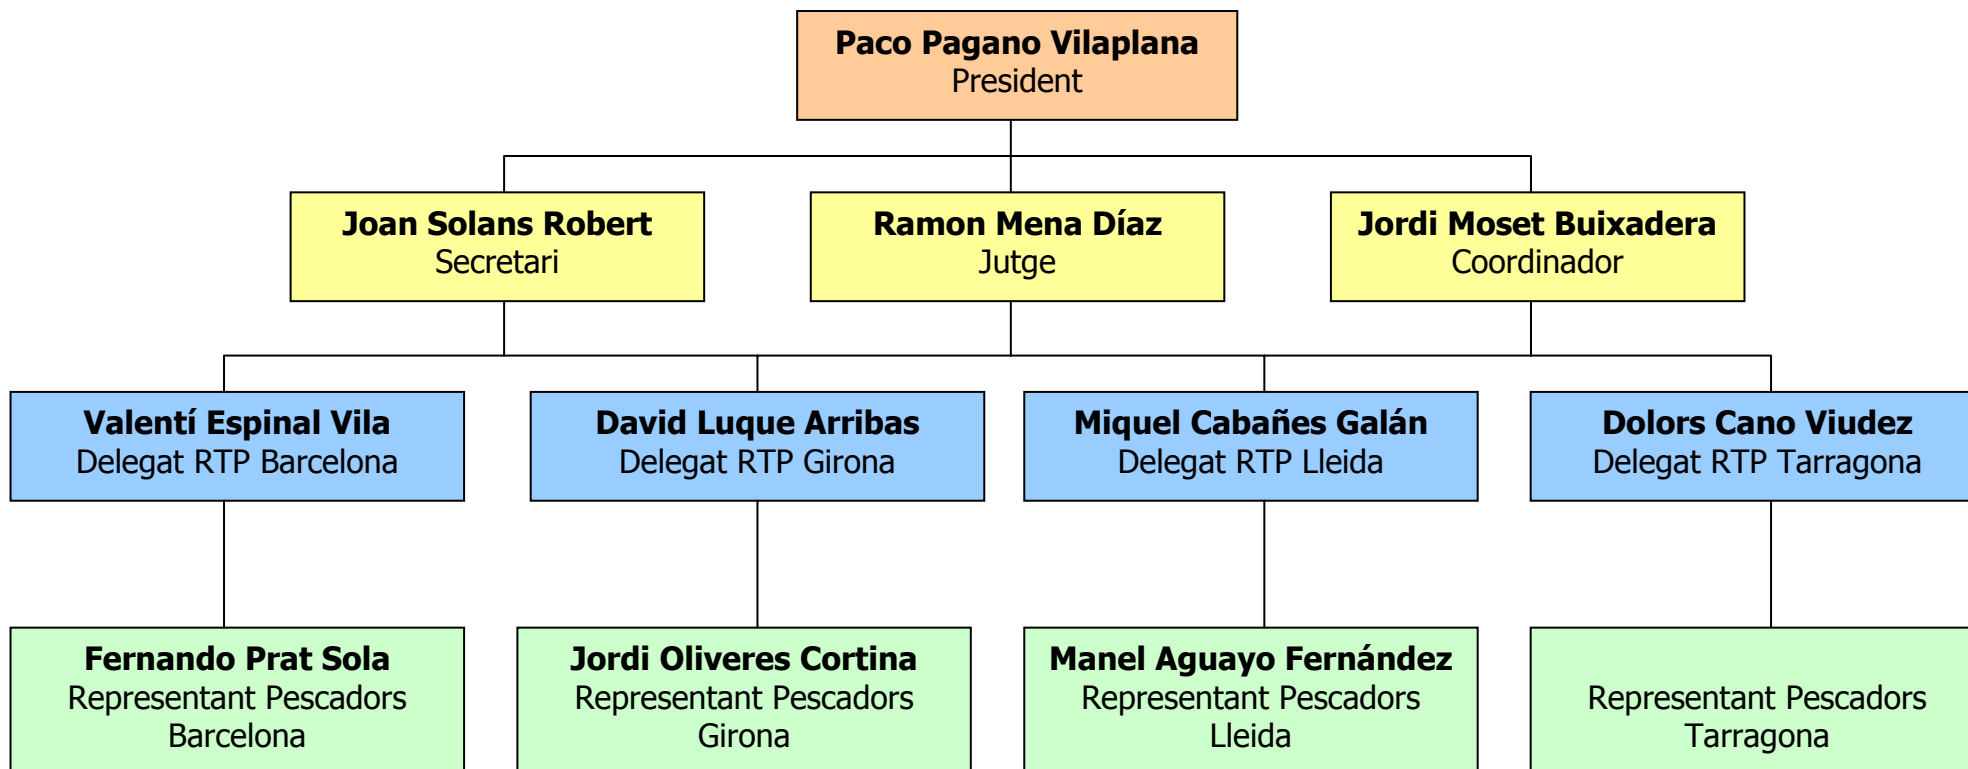 Paco Pagano Vilaplana
President
Joan Solans Robert
Secretari
Ramon Mena Díaz
Jutge
Jordi Moset Buixadera
Coordinador
Valentí Espinal Vila
Delegat RTP Barcelona
David Luque Arribas
Delegat RTP Girona
Miquel Cabañes Galán
Delegat RTP Lleida
Dolors Cano Viudez
Delegat RTP Tarragona
Fernando Prat Sola
Representant Pescadors
Barcelona
Jordi Oliveres Cortina
Representant Pescadors
Girona
Manel Aguayo Fernández
Representant Pescadors
Lleida
Representant Pescadors
Tarragona